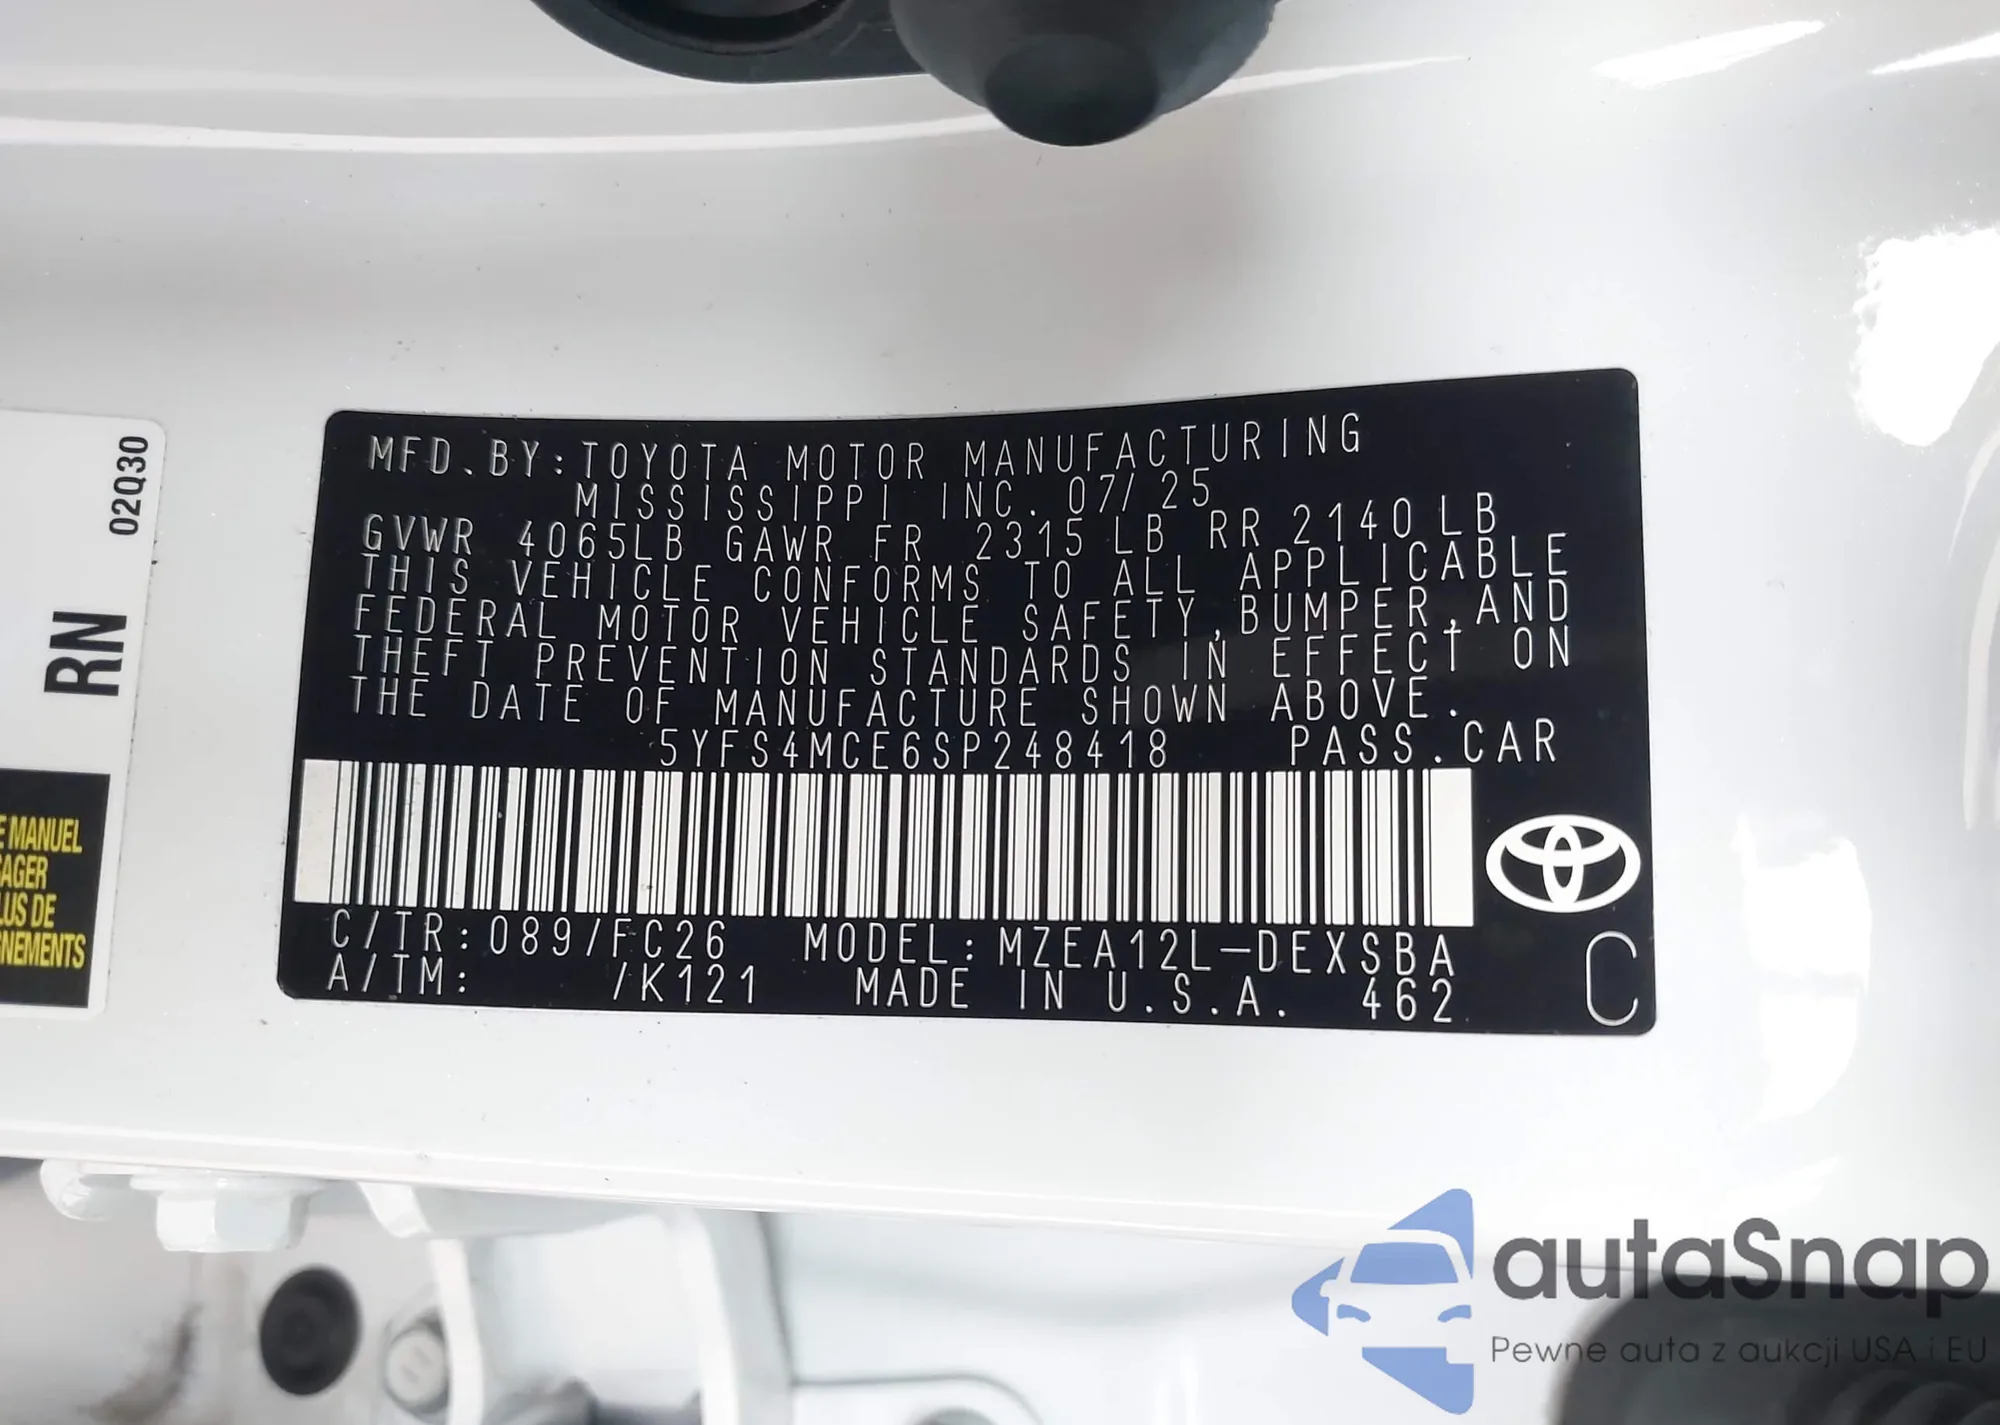 MFD.BY:TOYOTA MOTOR MANUFACTURING
MISSISSIPPI INC. 07/25
GVWR 4065LB GAWR FR 2315 LB RR 2140 LB
THIS VEHICLE CONFORMS TO ALL APPLICABLE
FEDERAL MOTOR VEHICLE SAFETY,BUMPER,AND
THEFT PREVENTION STANDARDS IN EFFECT ON
THE DATE OF MANUFACTURE SHOWN ABOVE.
5YFS4MCE6SP248418 PASS.CAR
C/TR:089/FC26 MODEL:MZEA12L-DEXSBA
A/TM: /K121 MADE IN U.S.A. 462
C
RN
02Q30
E MANUEL
LUS DE
autaSnap
Pewne auta z aukcji USA i EU